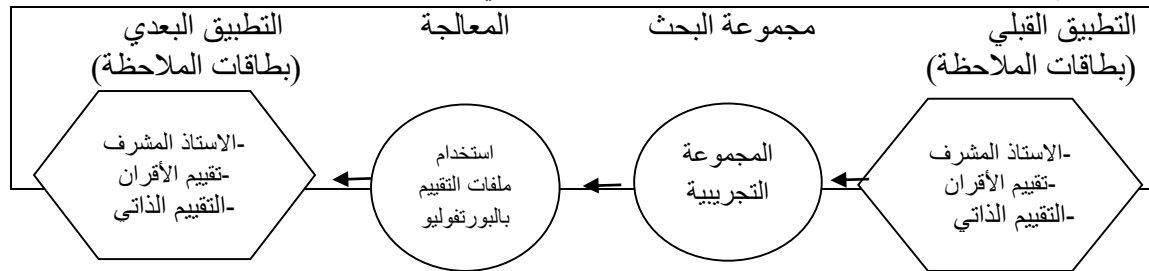 التطبيق القبلي
(بطاقات الملاحظة)
مجموعة البحث
المعالجة
التطبيق البعدي
(بطاقات الملاحظة)
-الاستاذ المشرف
-تقييم الأقران
-التقييم الذاتي
المجموعة
التجريبية
استخدام
ملفات التقييم
بالبورتفوليو
-الاستاذ المشرف
-تقييم الأقران
-التقييم الذاتي